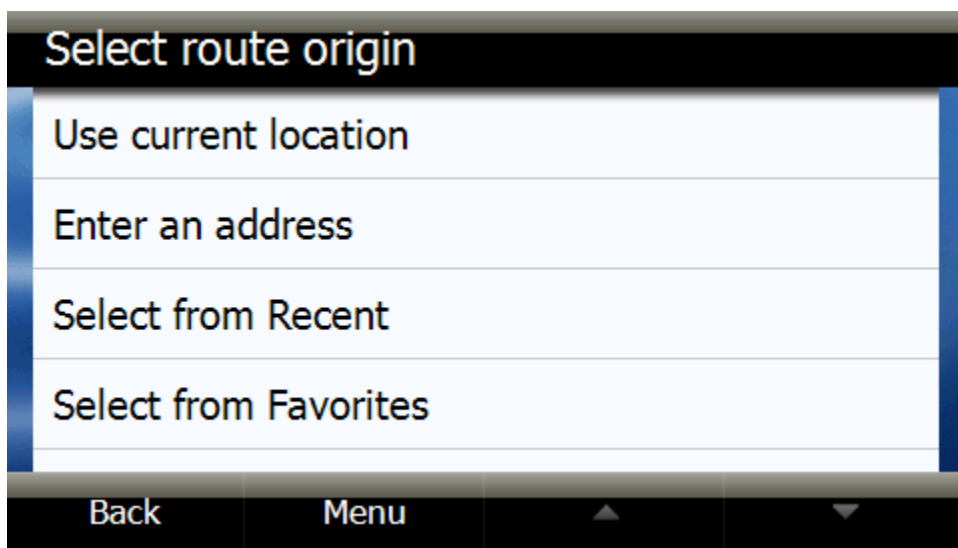 Select route origin
Use current location
Enter an address
Select from Recent
Select from Favorites
Back Menu